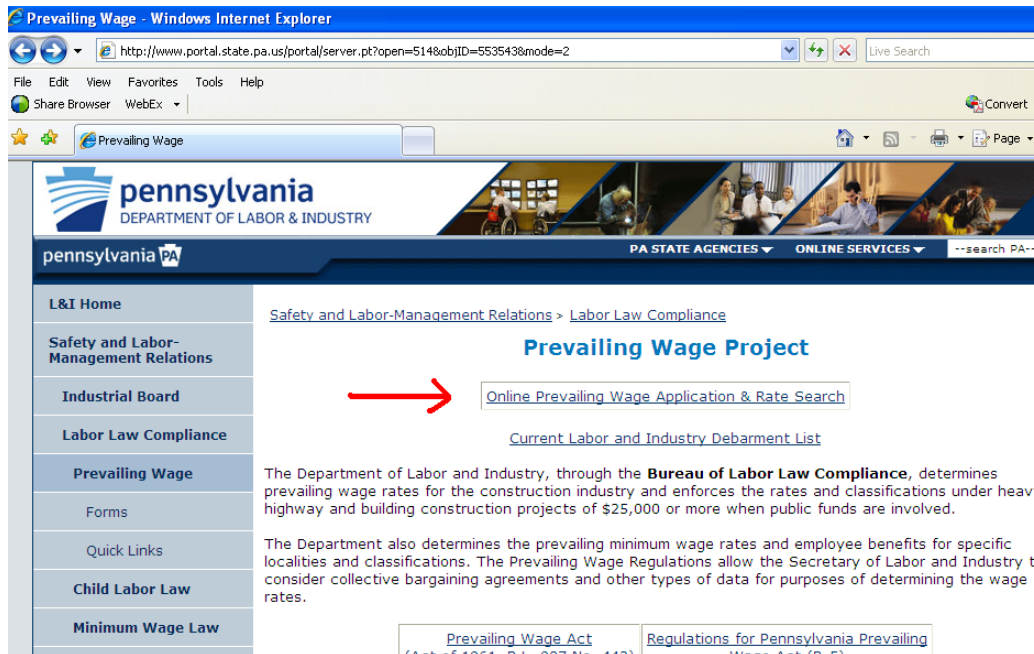 Prevailing Wage - Windows Internet Explorer
http://www.portal.state.pa.us/portal/server.pt?open=514&objID=553543&mode=2
Live Search
File Edit View Favorites Tools Help
Share Browser WebEx
Convert
Prevailing Wage
Page
pennsylvania
DEPARTMENT OF LABOR & INDUSTRY
pennsylvania PA
PA STATE AGENCIES ONLINE SERVICES --search PA--
L&I Home
Safety and Labor-
Management Relations
Industrial Board
Labor Law Compliance
Prevailing Wage
Forms
Quick Links
Child Labor Law
Minimum Wage Law
Safety and Labor-Management Relations > Labor Law Compliance
Prevailing Wage Project
Online Prevailing Wage Application & Rate Search
Current Labor and Industry Debarment List
The Department of Labor and Industry, through the Bureau of Labor Law Compliance, determines
prevailing wage rates for the construction industry and enforces the rates and classifications under heav
highway and building construction projects of $25,000 or more when public funds are involved.
The Department also determines the prevailing minimum wage rates and employee benefits for specific
localities and classifications. The Prevailing Wage Regulations allow the Secretary of Labor and Industry t
consider collective bargaining agreements and other types of data for purposes of determining the wage
rates.
Prevailing Wage Act
(Act of 1961, P.L. 987 No. 442)
Regulations for Pennsylvania Prevailing
Wage Act